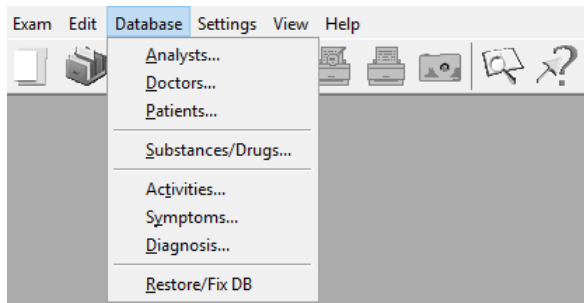 Exam Edit Database Settings View Help
Analysts...
Doctors...
Patients...
Substances/Drugs...
Activities...
Symptoms...
Diagnosis...
Restore/Fix DB